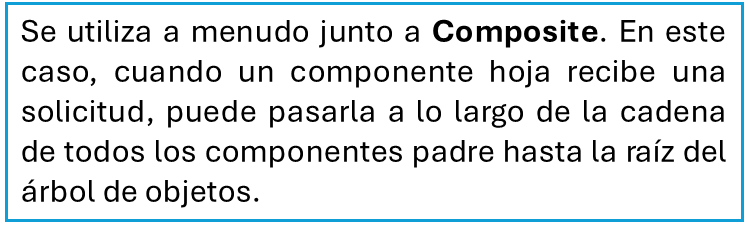 Se utiliza a menudo junto a Composite. En este
caso, cuando un componente hoja recibe una
solicitud, puede pasarla a lo largo de la cadena
de todos los componentes padre hasta la raíz del
árbol de objetos.